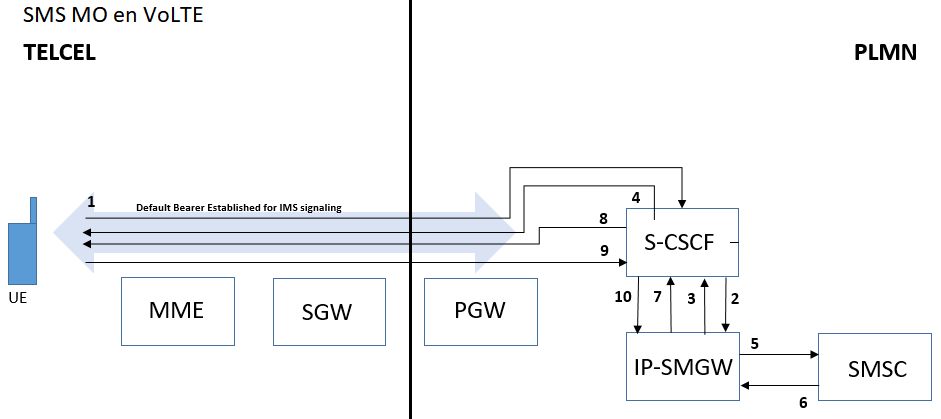 SMS MO en VoLTE
TELCEL
PLMN
1
Default Bearer Established for IMS signaling
4
8
S-CSCF
9
UE
MME
SGW
PGW
10
7
3
2
IP-SMGW
5
SMSC
6